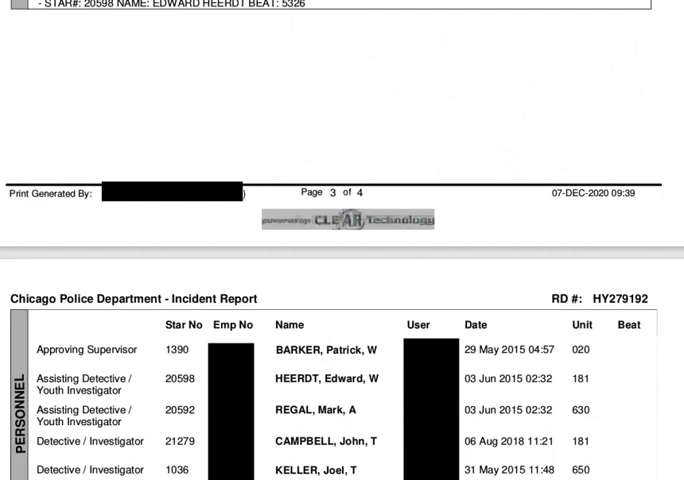 - STAR#: 20598 NAME: EDWARD HEERDT BEAT: 5326
Print Generated By: )
Page 3 of 4
07-DEC-2020 09:39
powered by: CLEAR Technology
Chicago Police Department - Incident Report
RD #: HY279192
PERSONNEL
Star No Emp No Name User Date Unit Beat
Approving Supervisor 1390 BARKER, Patrick, W 29 May 2015 04:57 020
Assisting Detective / 20598 HEERDT, Edward, W 03 Jun 2015 02:32 181
Youth Investigator
Assisting Detective / 20592 REGAL, Mark, A 03 Jun 2015 02:32 630
Youth Investigator
Detective / Investigator 21279 CAMPBELL, John, T 06 Aug 2018 11:21 181
Detective / Investigator 1036 KELLER, Joel, T 31 May 2015 11:48 650